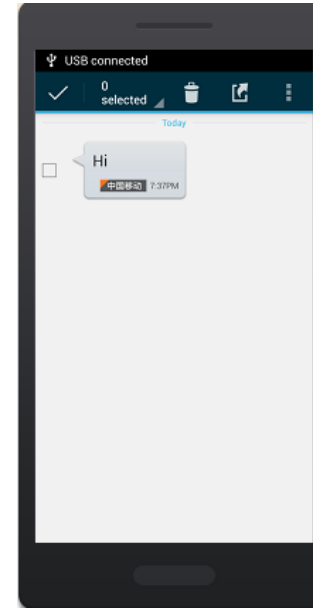 USB connected
0
selected
Today
Hi
中国移动 7:37PM